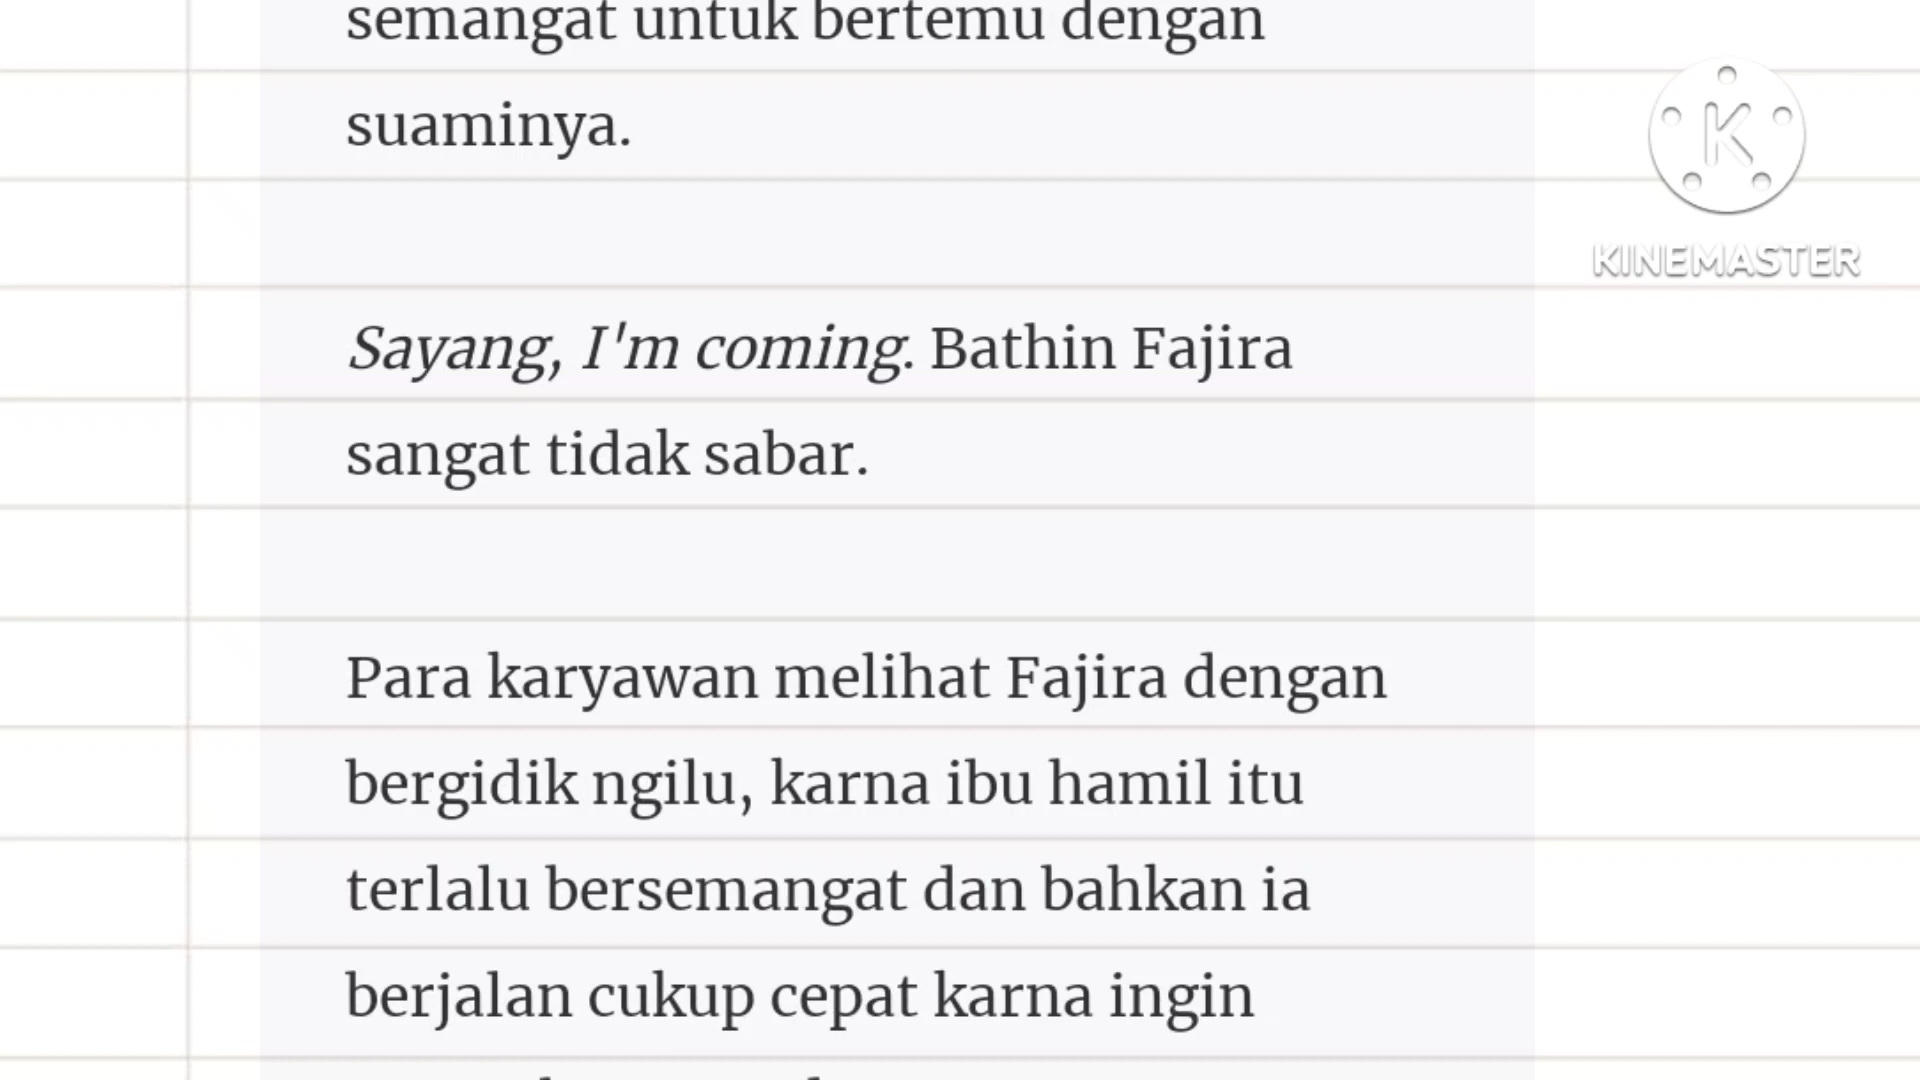 semangat untuk bertemu dengan
suaminya.
KINEMASTER
Sayang, I'm coming. Bathin Fajira
sangat tidak sabar.
Para karyawan melihat Fajira dengan
bergidik ngilu, karna ibu hamil itu
terlalu bersemangat dan bahkan ia
berjalan cukup cepat karna ingin